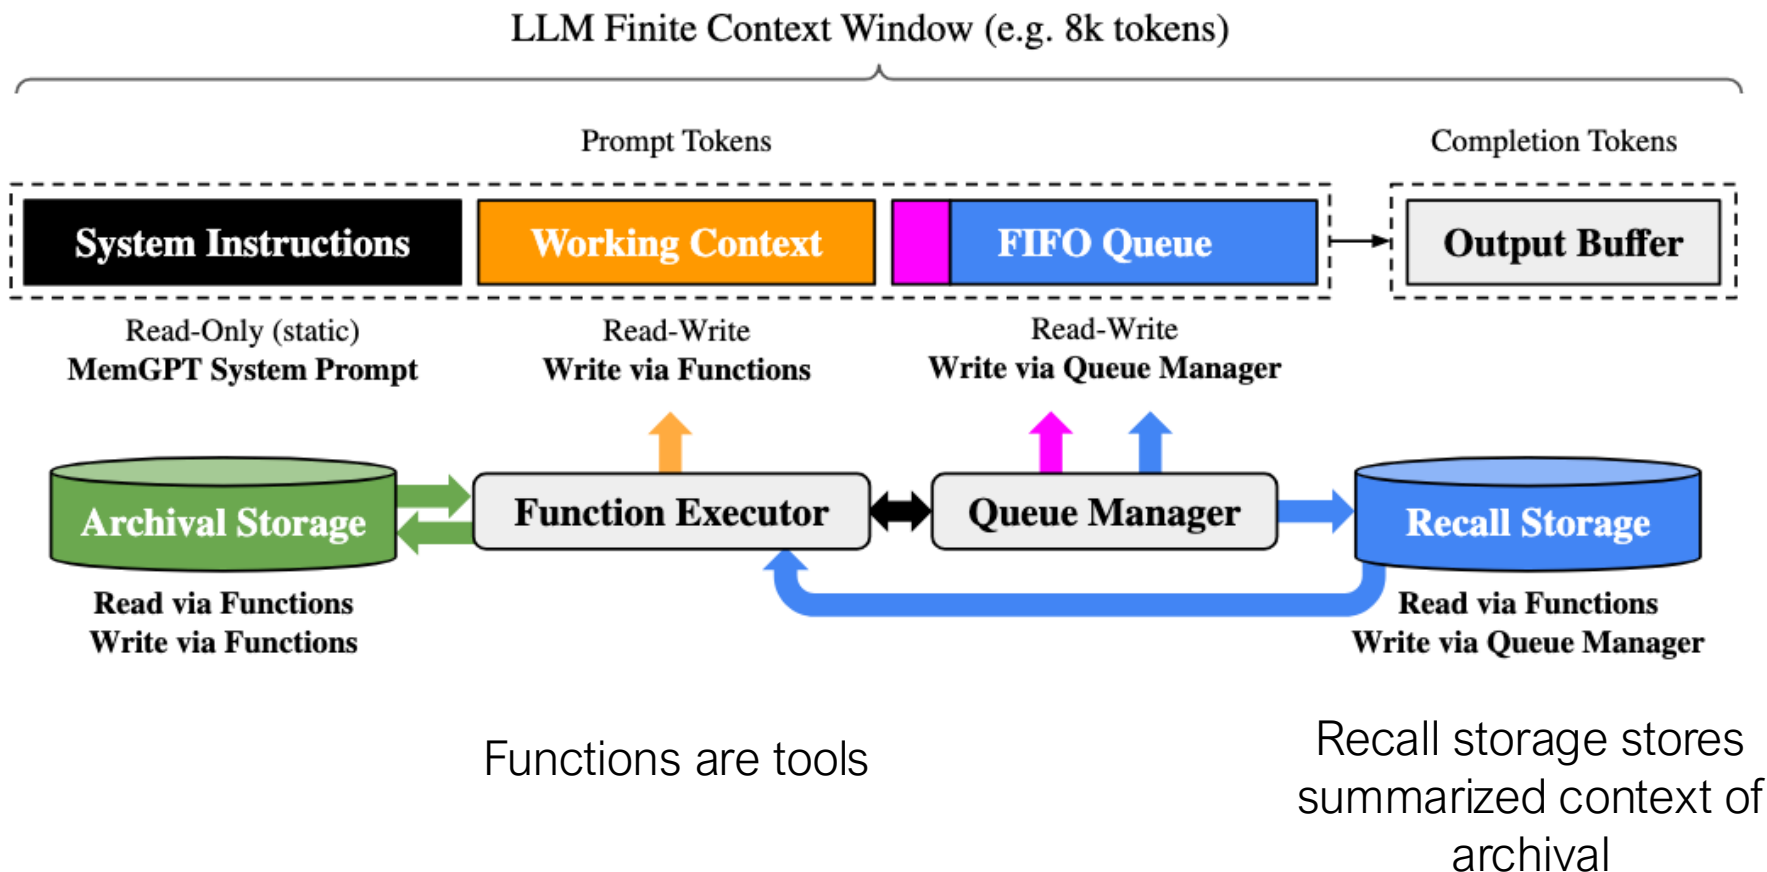 LLM Finite Context Window (e.g. 8k tokens)
Prompt Tokens
Completion Tokens
System Instructions
Working Context
FIFO Queue
Output Buffer
Read-Only (static)
MemGPT System Prompt
Read-Write
Write via Functions
Read-Write
Write via Queue Manager
Archival Storage
Function Executor
Queue Manager
Recall Storage
Read via Functions
Write via Functions
Read via Functions
Write via Queue Manager
Functions are tools
Recall storage stores
summarized context of
archival